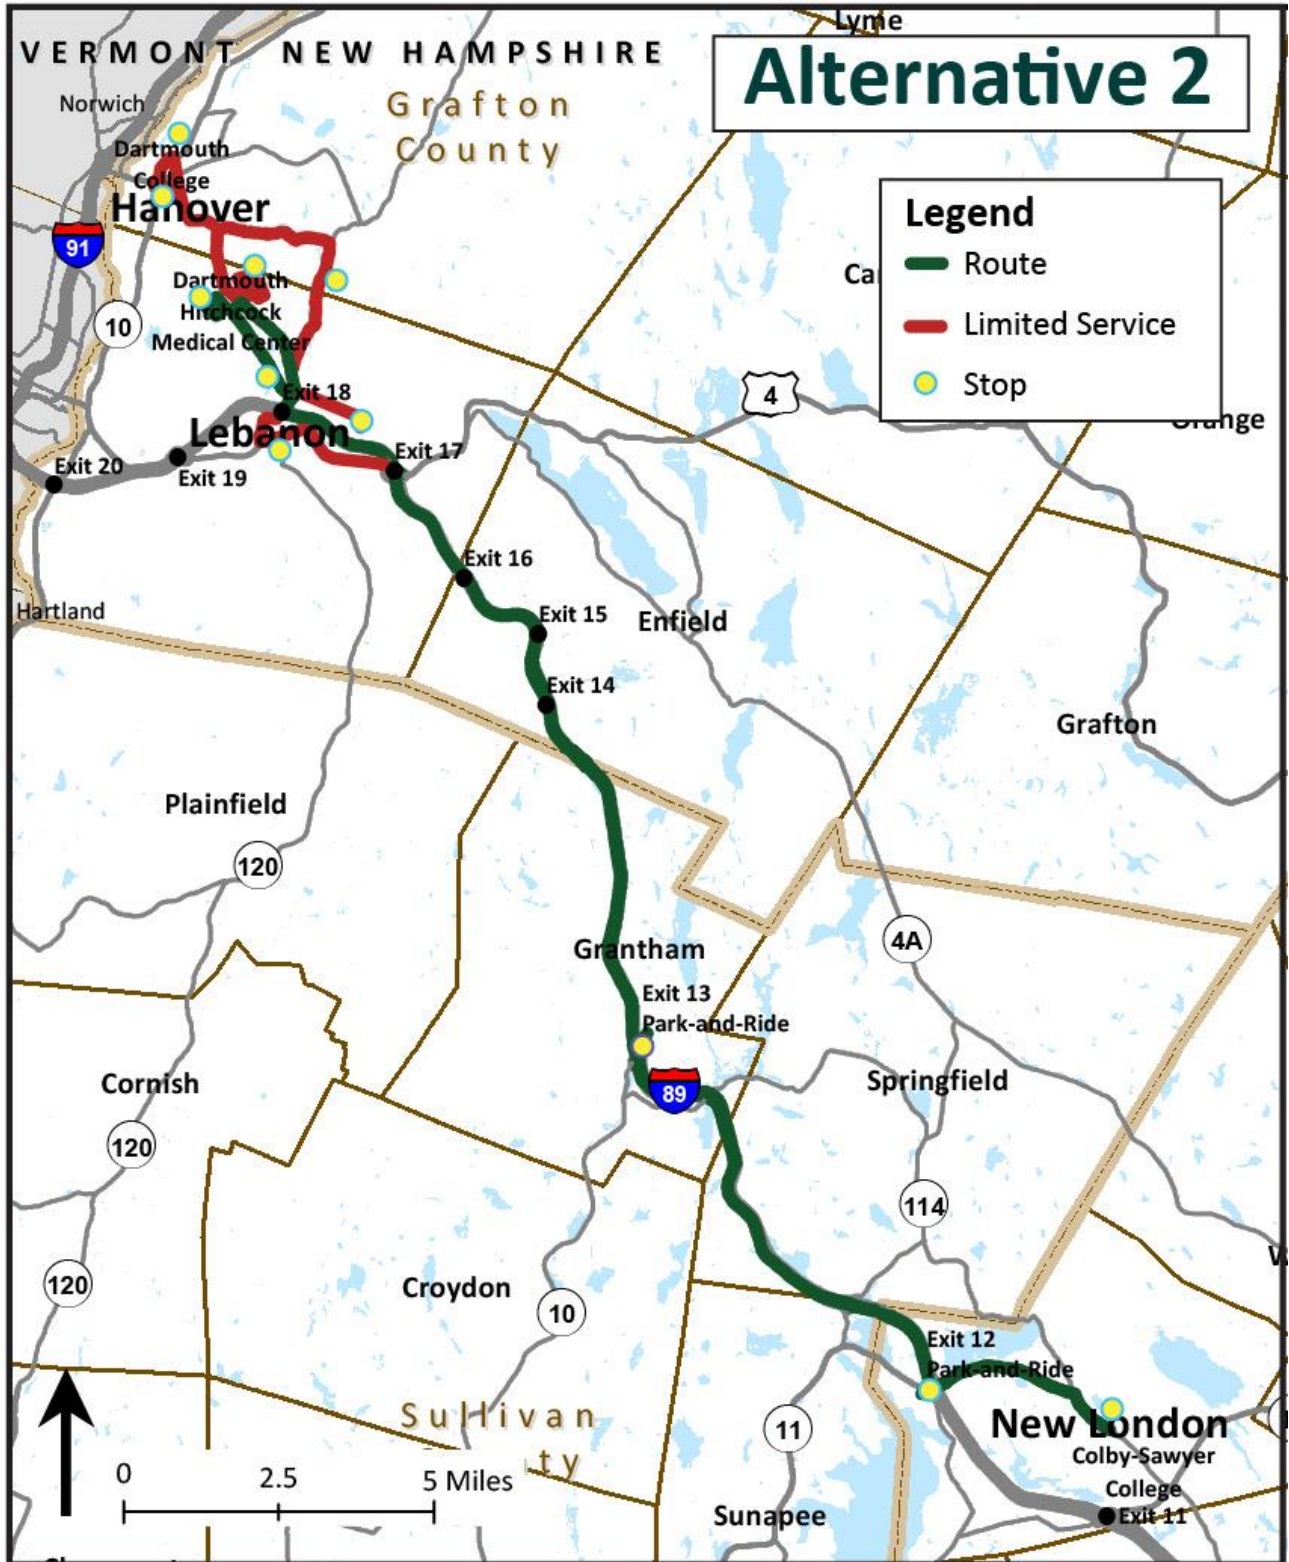 Lyme
VERMONT NEW HAMPSHIRE
Alternative 2
Norwich
Grafton
County
Dartmouth
College
Hanover
91
Legend
Route
Limited Service
Stop
Dartmouth
Hitchcock
Medical Center
10
4
Exit 18
Lebanon
Exit 17
Exit 20
Exit 19
Exit 16
Hartland
Exit 15
Enfield
Exit 14
Grafton
Plainfield
120
4A
Grantham
Exit 13
Park-and-Ride
Cornish
89
Springfield
120
114
120
Croydon
10
Exit 12
Park-and-Ride
Sullivan
ty
11
New London
Colby-Sawyer
College
Exit 11
0 2.5 5 Miles
Sunapee